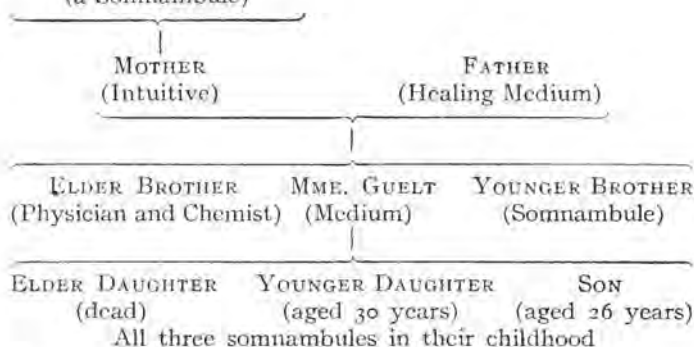 (a Somnambule)
MOTHER FATHER
(Intuitive) (Healing Medium)
ELDER BROTHER MME. GUELT YOUNGER BROTHER
(Physician and Chemist) (Medium) (Somnambule)
ELDER DAUGHTER YOUNGER DAUGHTER SON
(dead) (aged 30 years) (aged 26 years)
All three somnambules in their childhood